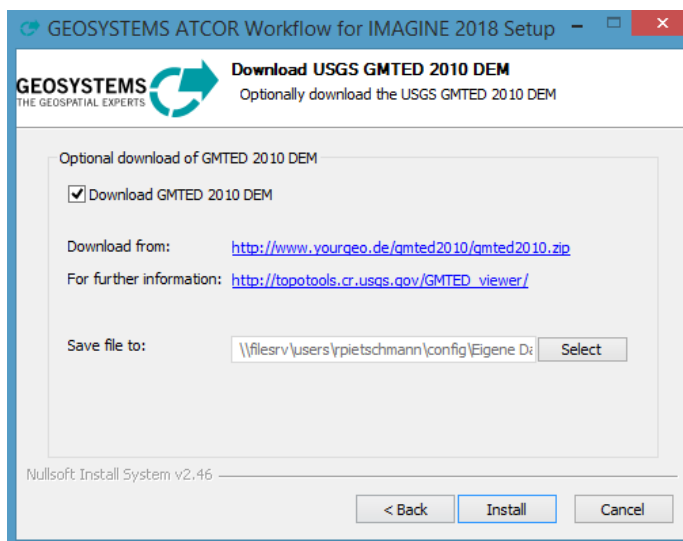 GEOSYSTEMS ATCOR Workflow for IMAGINE 2018 Setup
GEOSYSTEMS
THE GEOSPATIAL EXPERTS
Download USGS GMTED 2010 DEM
Optionally download the USGS GMTED 2010 DEM
Optional download of GMTED 2010 DEM
Download GMTED 2010 DEM
Download from: http://www.yourgeo.de/gmted2010/gmted2010.zip
For further information: http://topotools.cr.usgs.gov/GMTED_viewer/
Save file to: \\filesrv\users\rpietschmann\config\Eigene Da Select
Nullsoft Install System v2.46
< Back Install Cancel